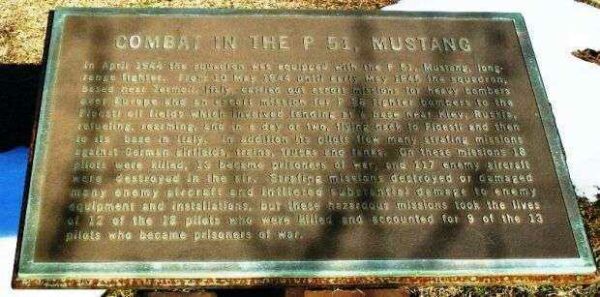 COMBAT IN THE P 51, MUSTANG
In April 1944 the squadron was equipped with the P 51, Mustang, long-
range fighter. From 10 May 1944 until early May 1945 the squadron,
based near Termoli, Italy, carried out escort missions for heavy bombers
over Europe and an escort mission for P 38 fighter bombers to the
Ploesti oil fields which involved landing at a base near Kiev, Russia,
refueling, rearming, and in a day or two, flying back to Ploesti and then
to its base in Italy. In addition its pilots flew many strafing missions
against German airfields, trains, and tanks. On these missions 18
pilots were killed, 13 became prisoners of war, and 117 enemy aircraft
were destroyed in the air. Strafing missions destroyed or damaged
many enemy aircraft and inflicted substantial damage to enemy
equipment and installations, but these hazardous missions took the lives
of 12 of the 18 pilots who were killed and accounted for 9 of the 13
pilots who became prisoners of war.